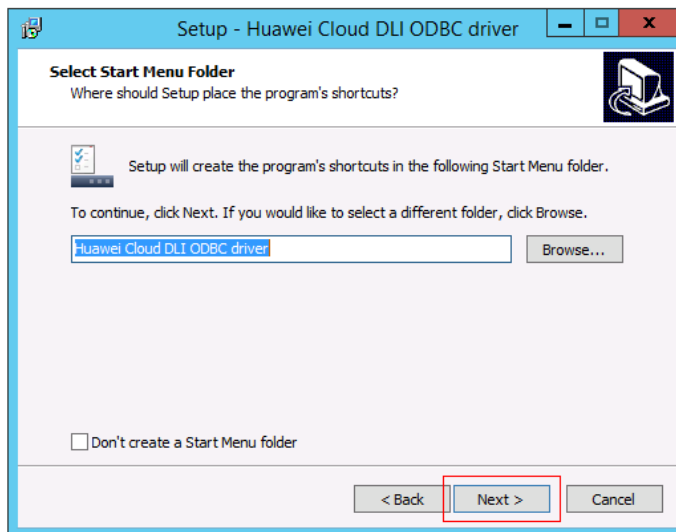 Setup - Huawei Cloud DLI ODBC driver
Select Start Menu Folder
Where should Setup place the program's shortcuts?
Setup will create the program's shortcuts in the following Start Menu folder.
To continue, click Next. If you would like to select a different folder, click Browse.
Huawei Cloud DLI ODBC driver
Browse...
Don't create a Start Menu folder
< Back
Next >
Cancel